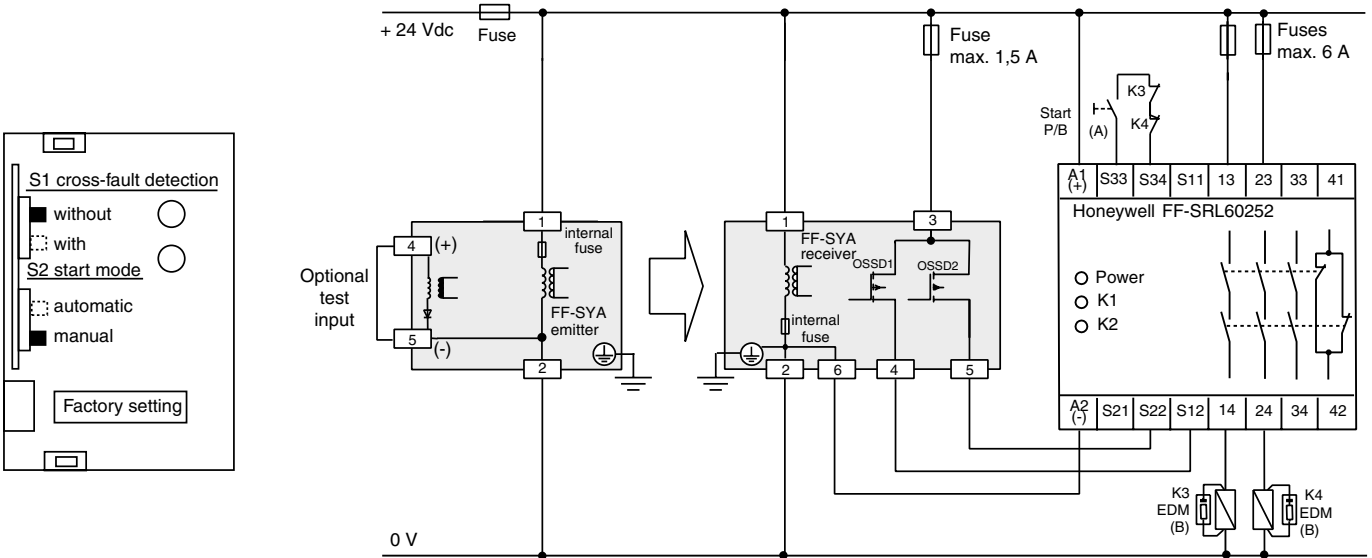 S1 cross-fault detection
without
with
S2 start mode
automatic
manual
Factory setting
+ 24 Vdc
Fuse
Fuse
max. 1,5 A
Fuses
max. 6 A
Start
P/B
(A)
K3
K4
Optional
test
input
4
(+)
5
(-)
1
internal
fuse
FF-SYA
emitter
2
1
3
FF-SYA
receiver
OSSD1
OSSD2
internal
fuse
2
6
4
5
A1
(+)
S33
S34
S11
13
23
33
41
Honeywell FF-SRL60252
Power
K1
K2
A2
(-)
S21
S22
S12
14
24
34
42
K3
EDM
(B)
K4
EDM
(B)
0 V